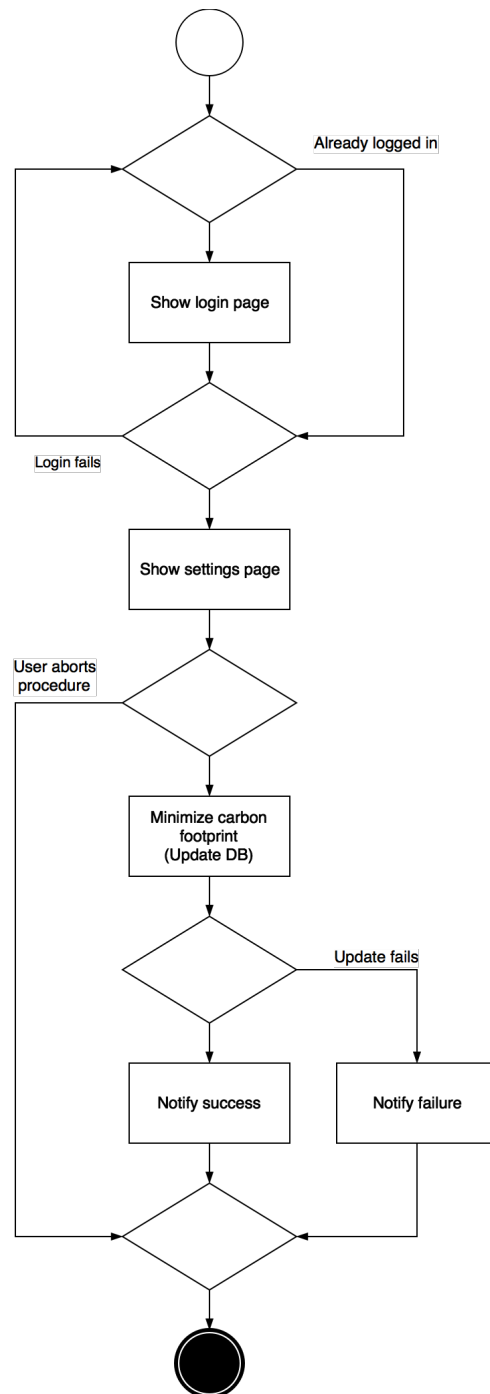 Already logged in
Show login page
Login fails
Show settings page
User aborts
procedure
Minimize carbon
footprint
(Update DB)
Update fails
Notify success
Notify failure